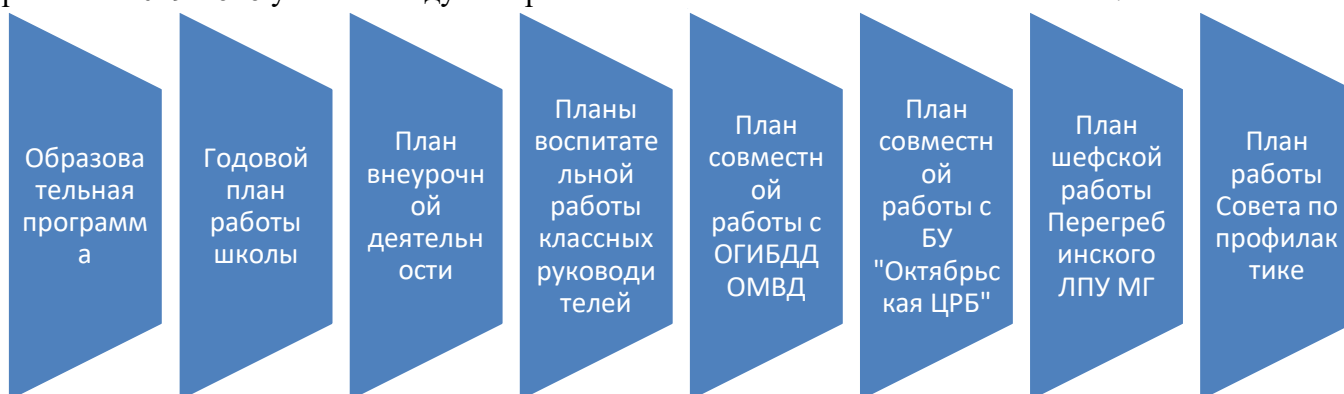 Образова
тельная
программ
а
Годовой
план
работы
школы
План
внеурочн
ой
деятельн
ости
Планы
воспитате
льной
работы
классных
руководи
телей
План
совместн
ой
работы с
ОГИБДД
ОМВД
План
совместн
ой
работы с
БУ
"Октябрьс
кая ЦРБ"
План
шефской
работы
Перегреб
инского
ЛПУ МГ
План
работы
Совета по
профилак
тике